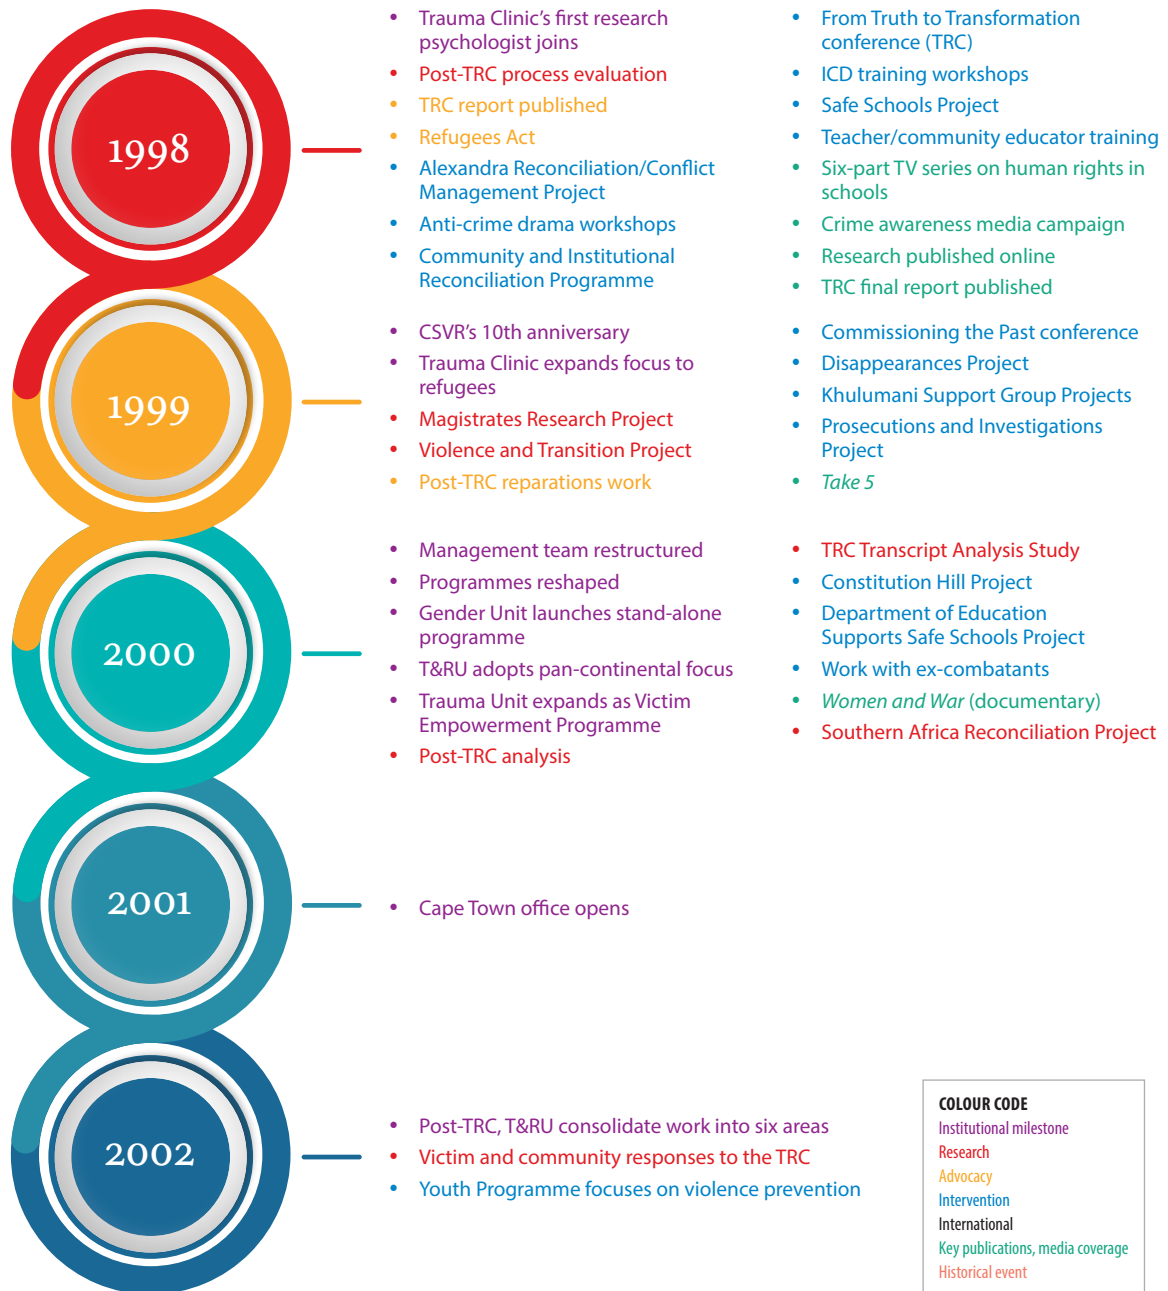 1998
• Trauma Clinic's first research
psychologist joins
• Post-TRC process evaluation
• TRC report published
• Refugees Act
• Alexandra Reconciliation/Conflict
Management Project
• Anti-crime drama workshops
• Community and Institutional
Reconciliation Programme
• From Truth to Transformation
conference (TRC)
• ICD training workshops
• Safe Schools Project
• Teacher/community educator training
• Six-part TV series on human rights in
schools
• Crime awareness media campaign
• Research published online
• TRC final report published
1999
• CSVR's 10th anniversary
• Trauma Clinic expands focus to
refugees
• Magistrates Research Project
• Violence and Transition Project
• Post-TRC reparations work
• Commissioning the Past conference
• Disappearances Project
• Khulumani Support Group Projects
• Prosecutions and Investigations
Project
• Take 5
2000
• Management team restructured
• Programmes reshaped
• Gender Unit launches stand-alone
programme
• T&RU adopts pan-continental focus
• Trauma Unit expands as Victim
Empowerment Programme
• Post-TRC analysis
• TRC Transcript Analysis Study
• Constitution Hill Project
• Department of Education
Supports Safe Schools Project
• Work with ex-combatants
• Women and War (documentary)
• Southern Africa Reconciliation Project
2001
• Cape Town office opens
2002
• Post-TRC, T&RU consolidate work into six areas
• Victim and community responses to the TRC
• Youth Programme focuses on violence prevention
COLOUR CODE
Institutional milestone
Research
Advocacy
Intervention
International
Key publications, media coverage
Historical event